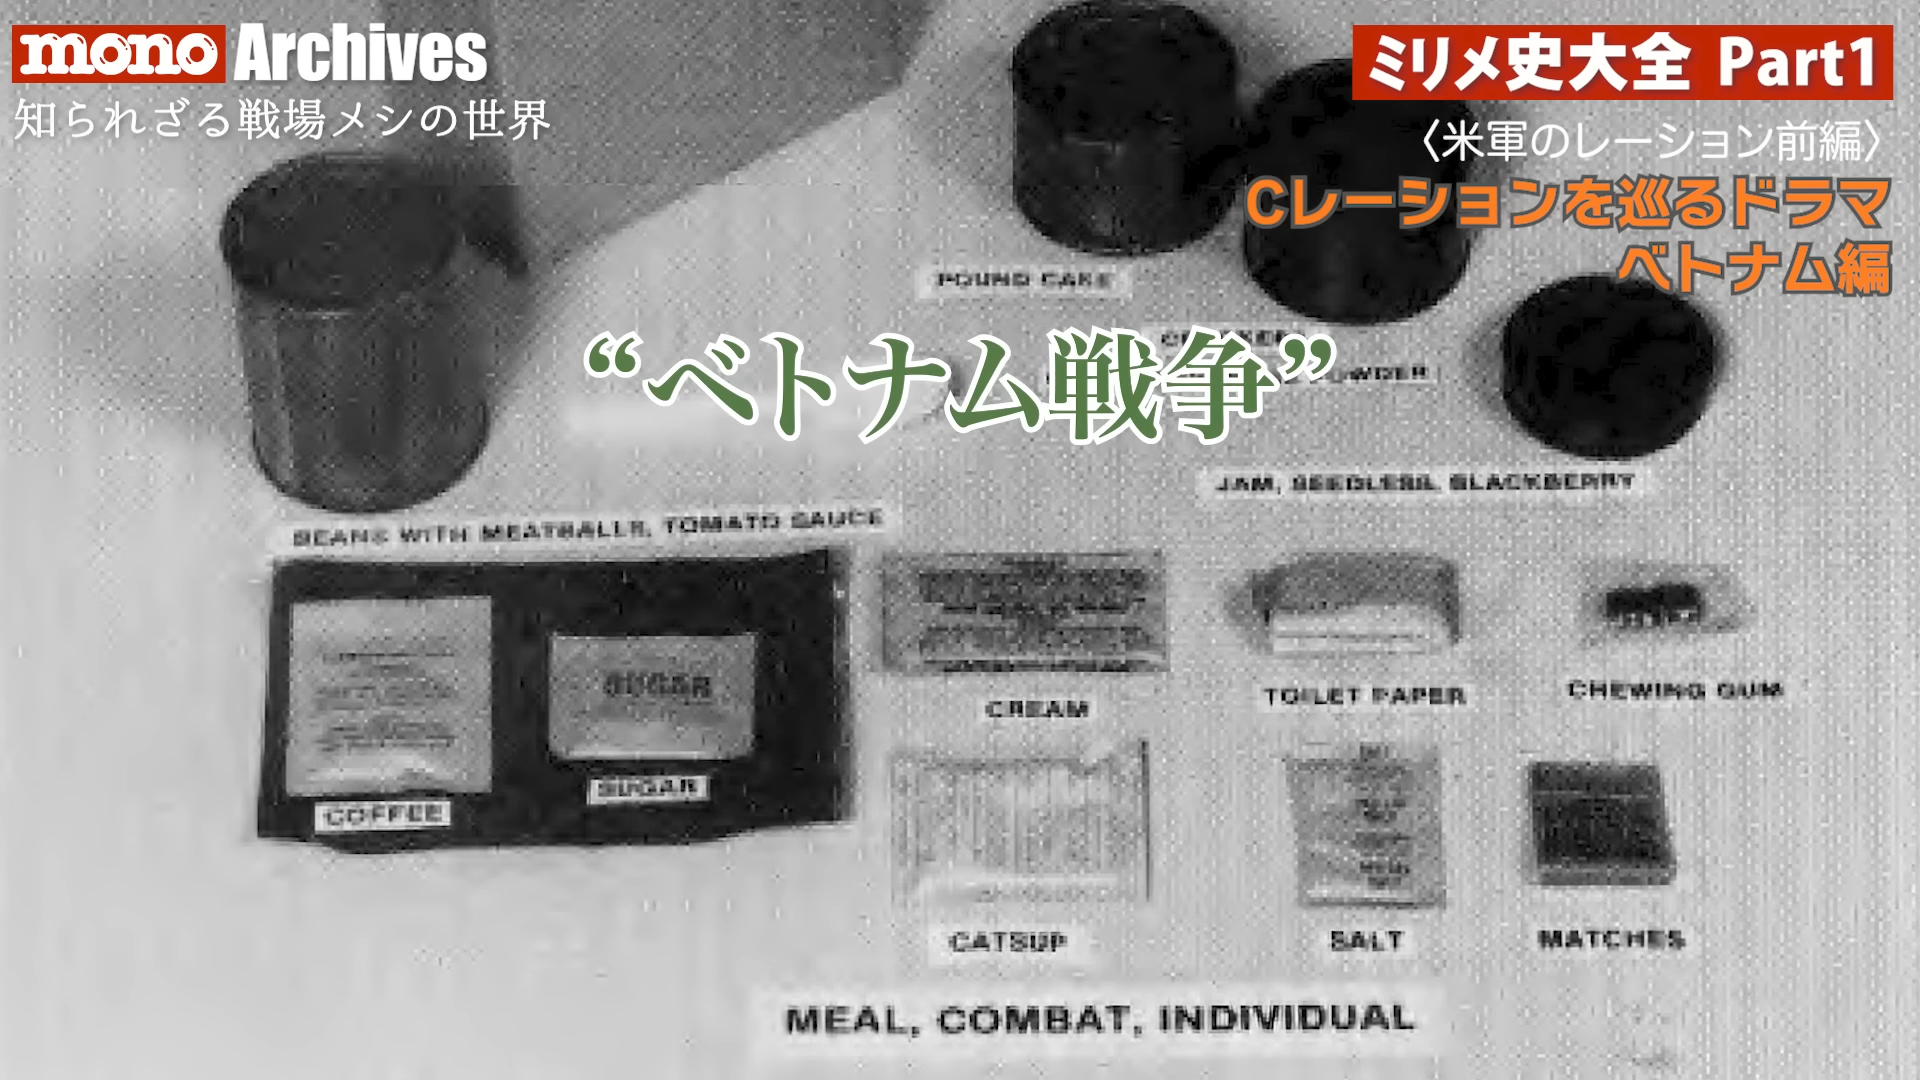 mono Archives
知られざる戦場メシの世界
ミリメ史大全 Part1
〈米軍のレーション前編〉
Cレーションを巡るドラマ
ベトナム編
POUND CAKE
“ベトナム戦争”
JAM, SEEDLESS, BLACKBERRY
BEANS WITH MEATBALLS, TOMATO SAUCE
SUGAR
CREAM
TOILET PAPER
CHEWING GUM
SUGAR
COFFEE
CATSUP
SALT
MATCHES
MEAL, COMBAT, INDIVIDUAL